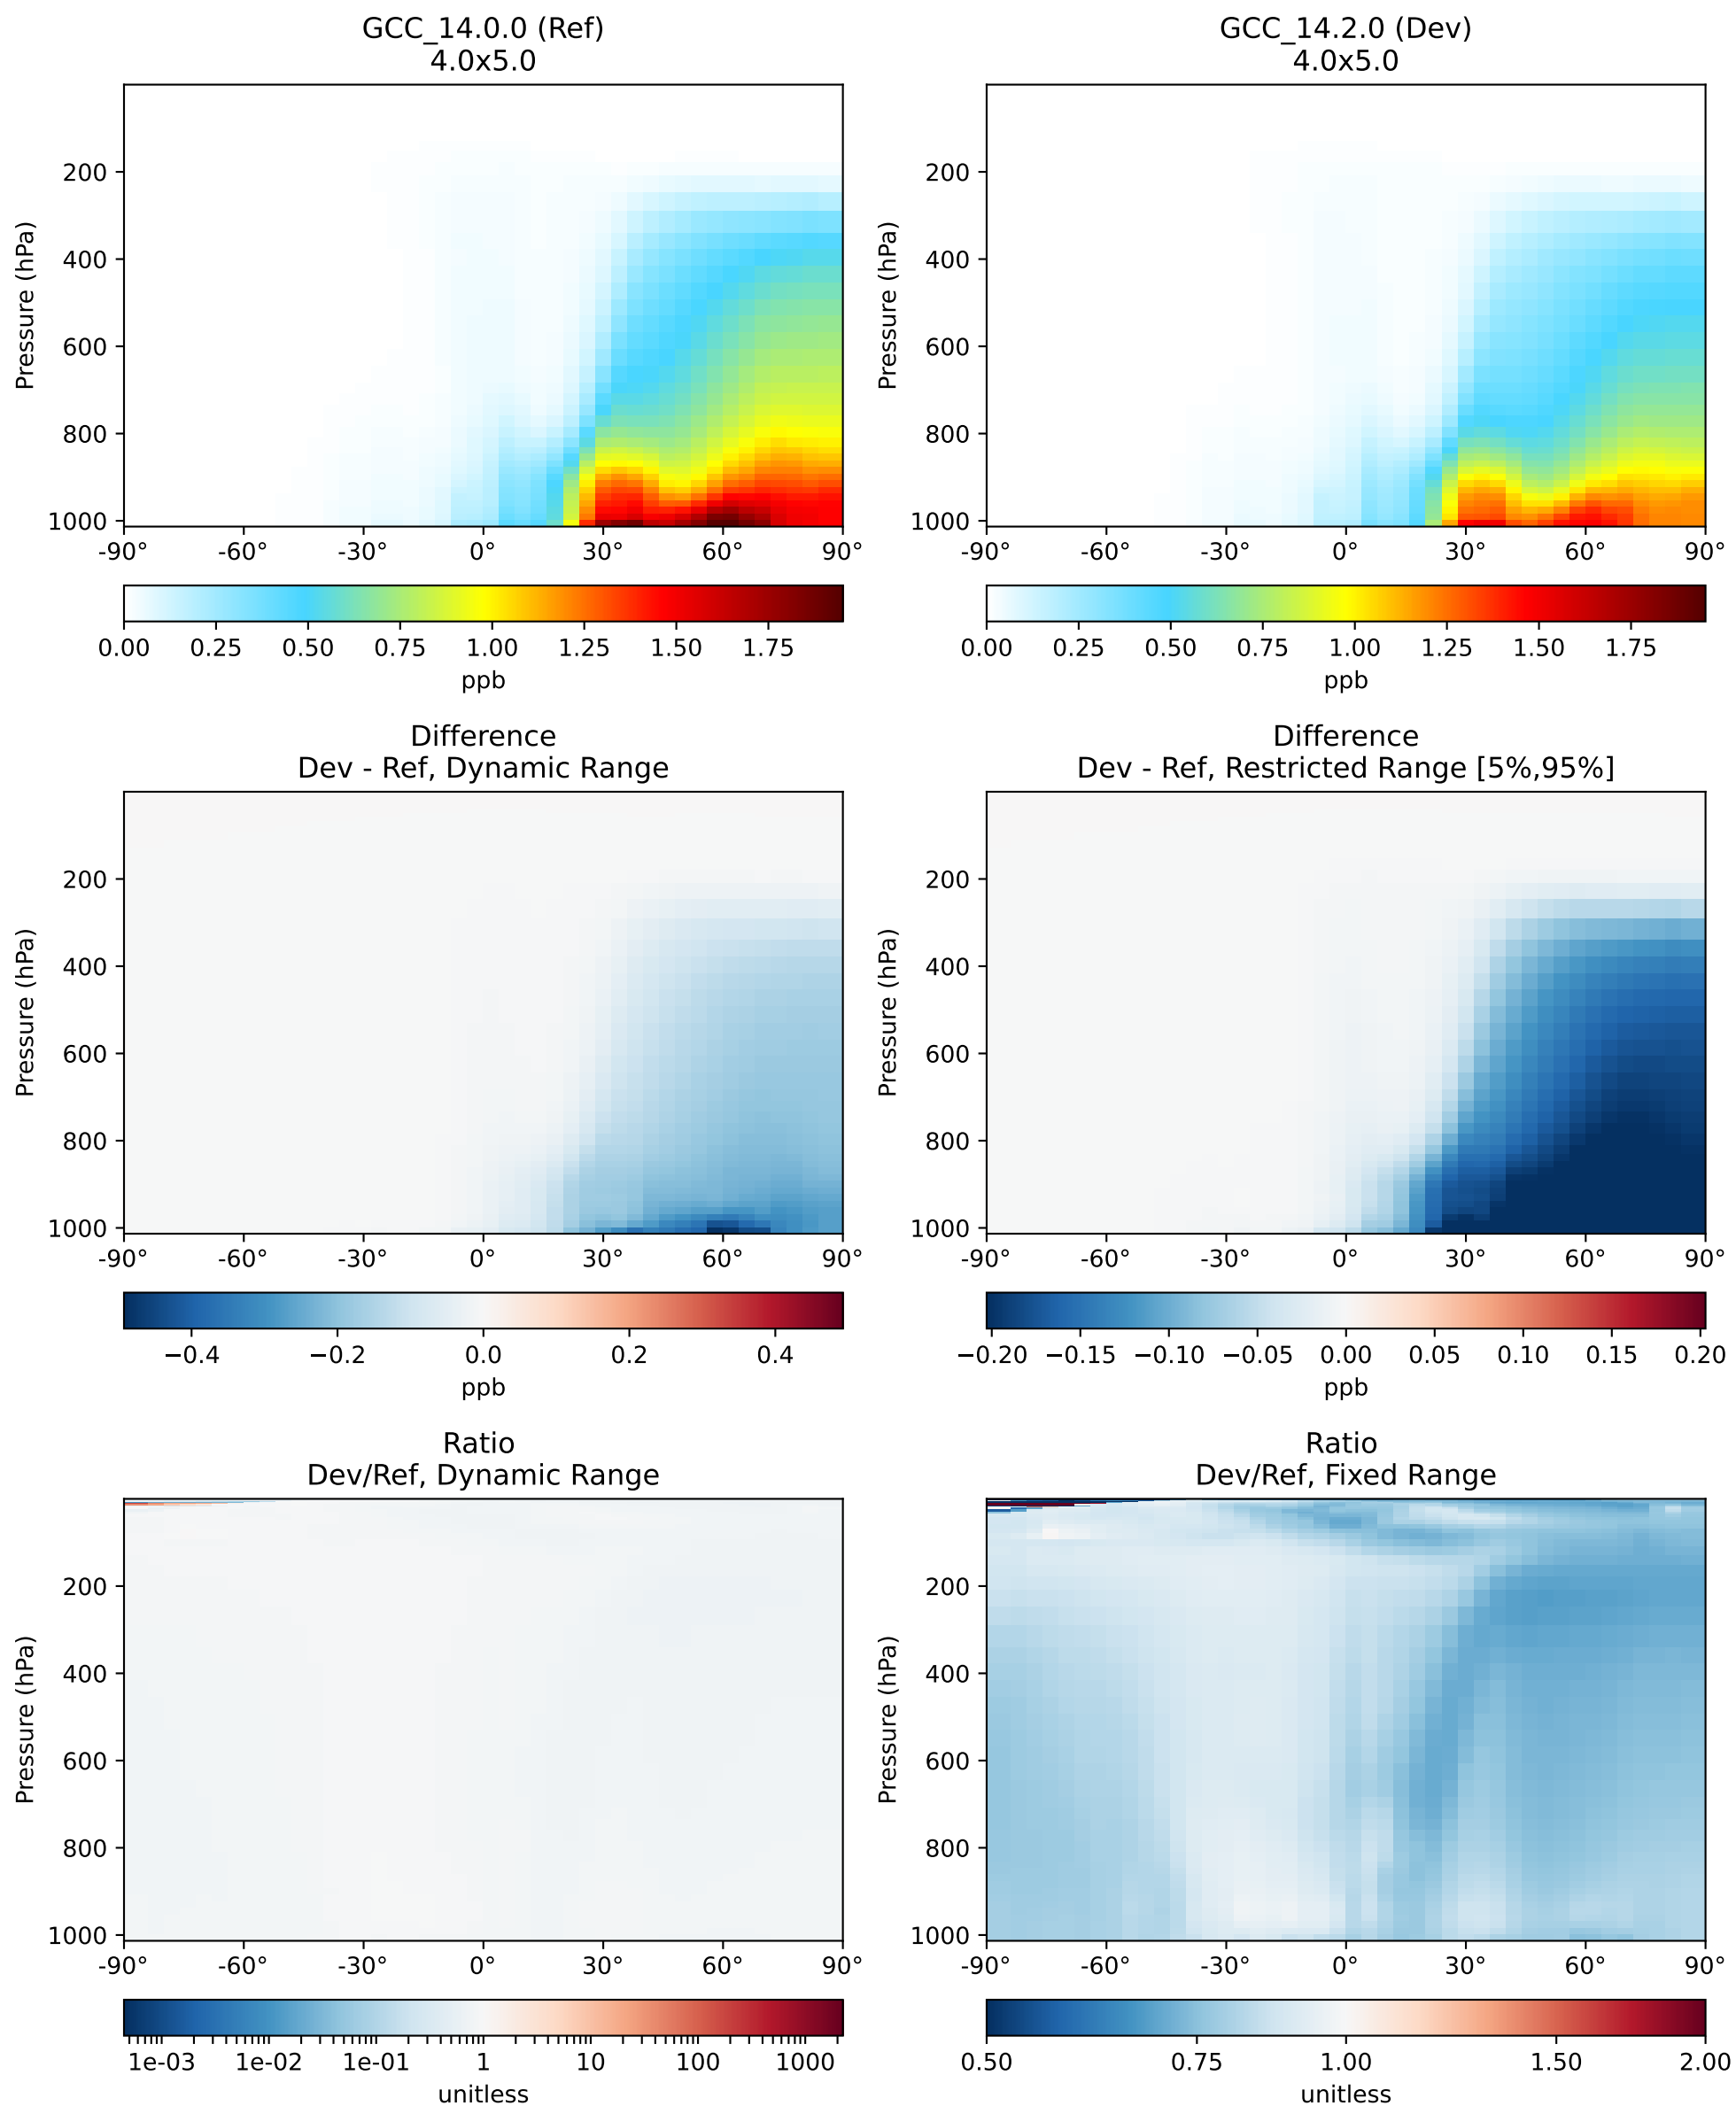 GCC_14.0.0 (Ref)
4.0x5.0
Pressure (hPa)
200
400
600
800
1000
-90° -60° -30° 0° 30° 60° 90°
0.00 0.25 0.50 0.75 1.00 1.25 1.50 1.75
ppb
GCC_14.2.0 (Dev)
4.0x5.0
Pressure (hPa)
200
400
600
800
1000
-90° -60° -30° 0° 30° 60° 90°
0.00 0.25 0.50 0.75 1.00 1.25 1.50 1.75
ppb
Difference
Dev - Ref, Dynamic Range
Pressure (hPa)
200
400
600
800
1000
-90° -60° -30° 0° 30° 60° 90°
−0.4 −0.2 0.0 0.2 0.4
ppb
Difference
Dev - Ref, Restricted Range [5%,95%]
Pressure (hPa)
200
400
600
800
1000
-90° -60° -30° 0° 30° 60° 90°
−0.20 −0.15 −0.10 −0.05 0.00 0.05 0.10 0.15 0.20
ppb
Ratio
Dev/Ref, Dynamic Range
Pressure (hPa)
200
400
600
800
1000
-90° -60° -30° 0° 30° 60° 90°
1e-03 1e-02 1e-01 1 10 100 1000
unitless
Ratio
Dev/Ref, Fixed Range
Pressure (hPa)
200
400
600
800
1000
-90° -60° -30° 0° 30° 60° 90°
0.50 0.75 1.00 1.50 2.00
unitless